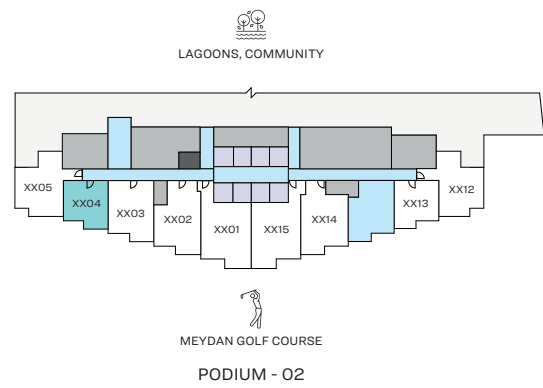 LAGOONS, COMMUNITY
XX05
XX04
XX03
XX02
XX01
XX15
XX14
XX13
XX12
MEYDAN GOLF COURSE
PODIUM - 02